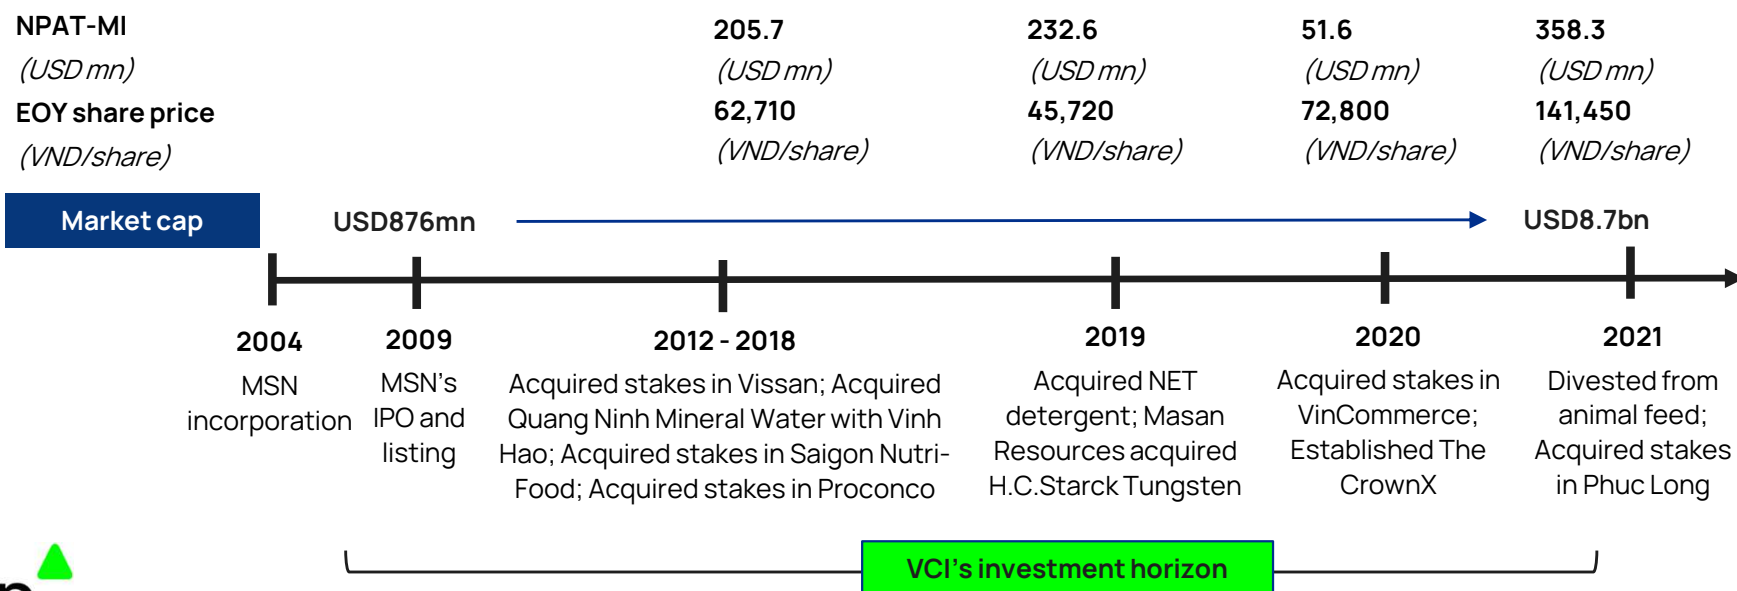 NPAT-MI
(USD mn)
EOY share price
(VND/share)
205.7
(USD mn)
62,710
(VND/share)
232.6
(USD mn)
45,720
(VND/share)
51.6
(USD mn)
72,800
(VND/share)
358.3
(USD mn)
141,450
(VND/share)
Market cap
USD876mn
USD8.7bn
2004
MSN
incorporation
2009
MSN's
IPO and
listing
2012 - 2018
Acquired stakes in Vissan; Acquired
Quang Ninh Mineral Water with Vinh
Hao; Acquired stakes in Saigon Nutri-
Food; Acquired stakes in Proconco
2019
Acquired NET
detergent; Masan
Resources acquired
H.C.Starck Tungsten
2020
Acquired stakes in
VinCommerce;
Established The
CrownX
2021
Divested from
animal feed;
Acquired stakes
in Phuc Long
VCI's investment horizon